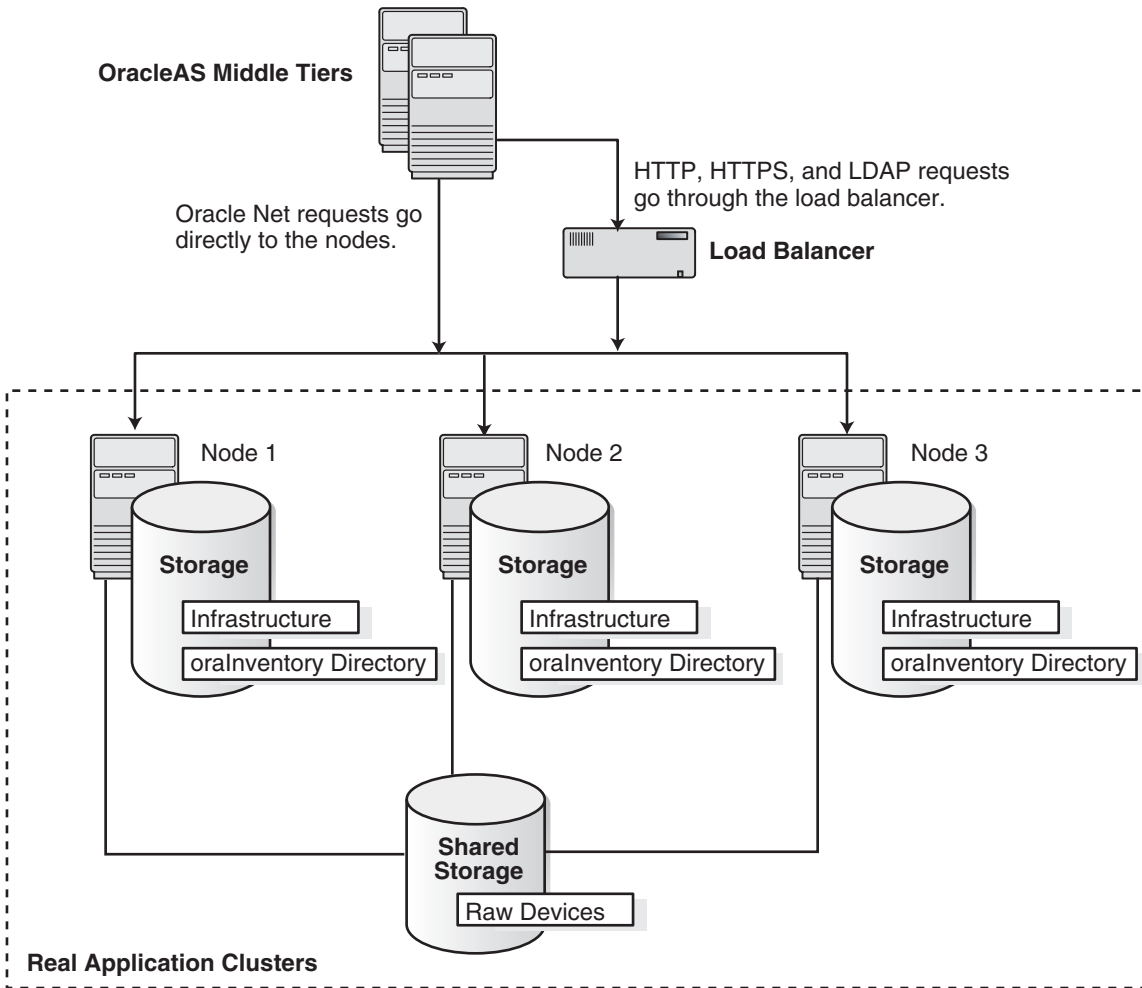 OracleAS Middle Tiers
HTTP, HTTPS, and LDAP requests
go through the load balancer.
Oracle Net requests go
directly to the nodes.
Load Balancer
Node 1
Node 2
Node 3
Storage
Infrastructure
oraInventory Directory
Storage
Infrastructure
oraInventory Directory
Storage
Infrastructure
oraInventory Directory
Shared
Storage
Raw Devices
Real Application Clusters